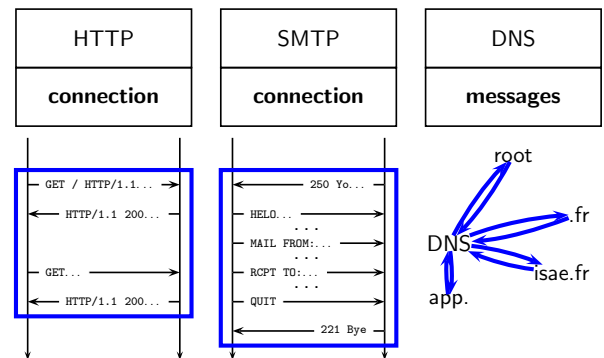 HTTP
connection
GET / HTTP/1.1...
HTTP/1.1 200...
GET...
HTTP/1.1 200...
SMTP
connection
250 Yo...
HELO...
...
MAIL FROM:...
...
RCPT TO:...
...
QUIT
221 Bye
DNS
messages
root
.fr
DNS
isae.fr
app.